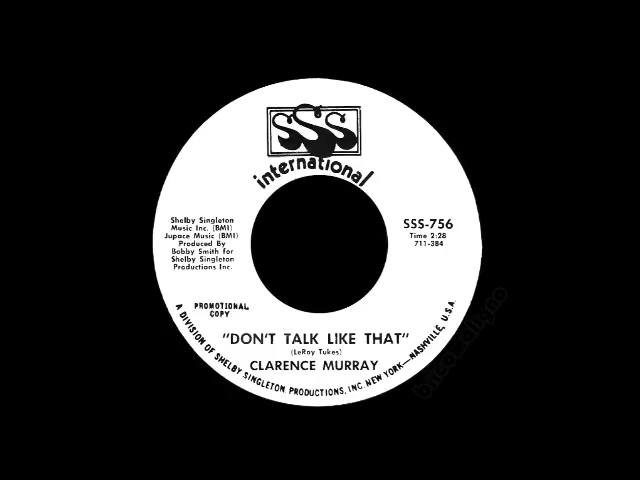 SSS
international
Shelby Singleton
Music Inc. (BMI)
Jupace Music (BMI)
Produced By
Bobby Smith for
Shelby Singleton
Productions Inc.
SSS-756
Time 2:28
711-384
PROMOTIONAL
COPY
"DON'T TALK LIKE THAT"
(LeRoy Tukes)
CLARENCE MURRAY
A DIVISION OF SHELBY SINGLETON PRODUCTIONS, INC. NEW YORK—NASHVILLE, U.S.A.